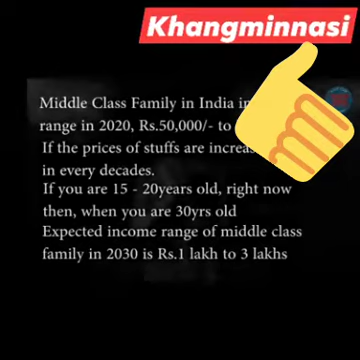 Khangminnasi
Middle Class Family in India in
range in 2020, Rs.50,000/- to
If the prices of stuffs are
in every decades.
If you are 15 - 20years old, right now
then, when you are 30yrs old
Expected income range of middle class
family in 2030 is Rs.1 lakh to 3 lakhs